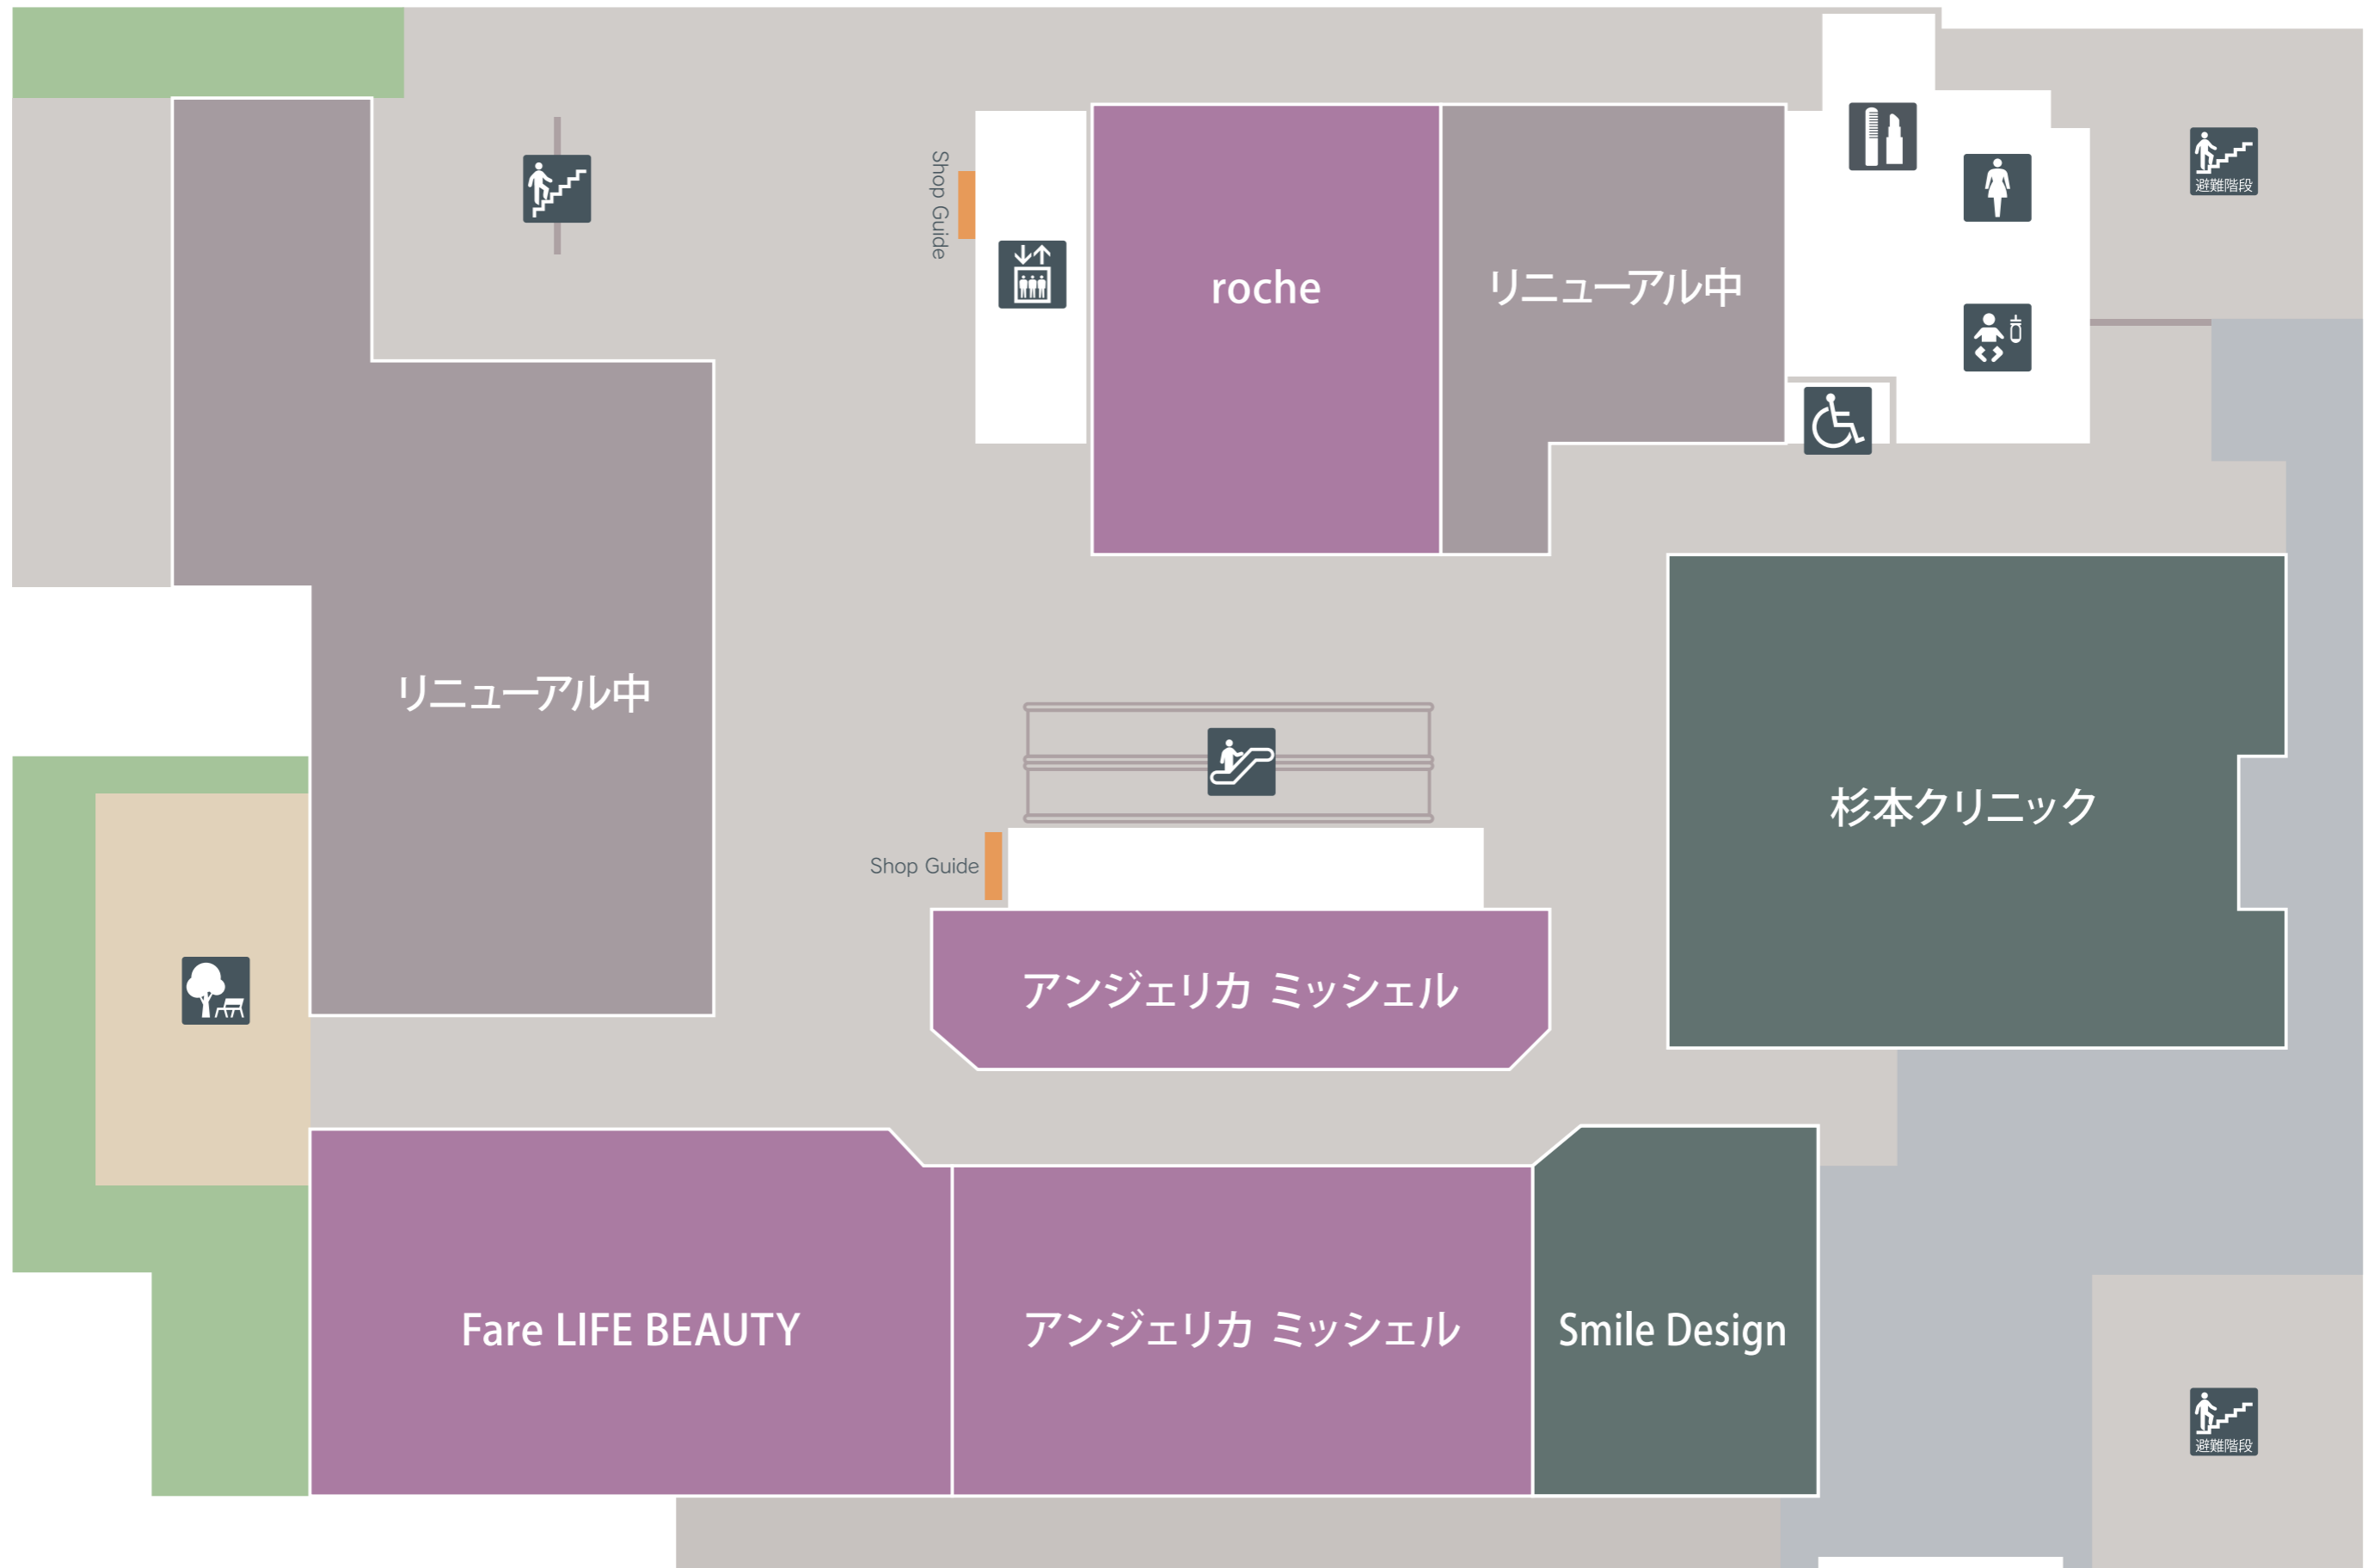 避難階段
Shop Guide
roche
リニューアル中
リニューアル中
杉本クリニック
Shop Guide
アンジェリカ ミッシェル
Fare LIFE BEAUTY
アンジェリカ ミッシェル
Smile Design
避難階段